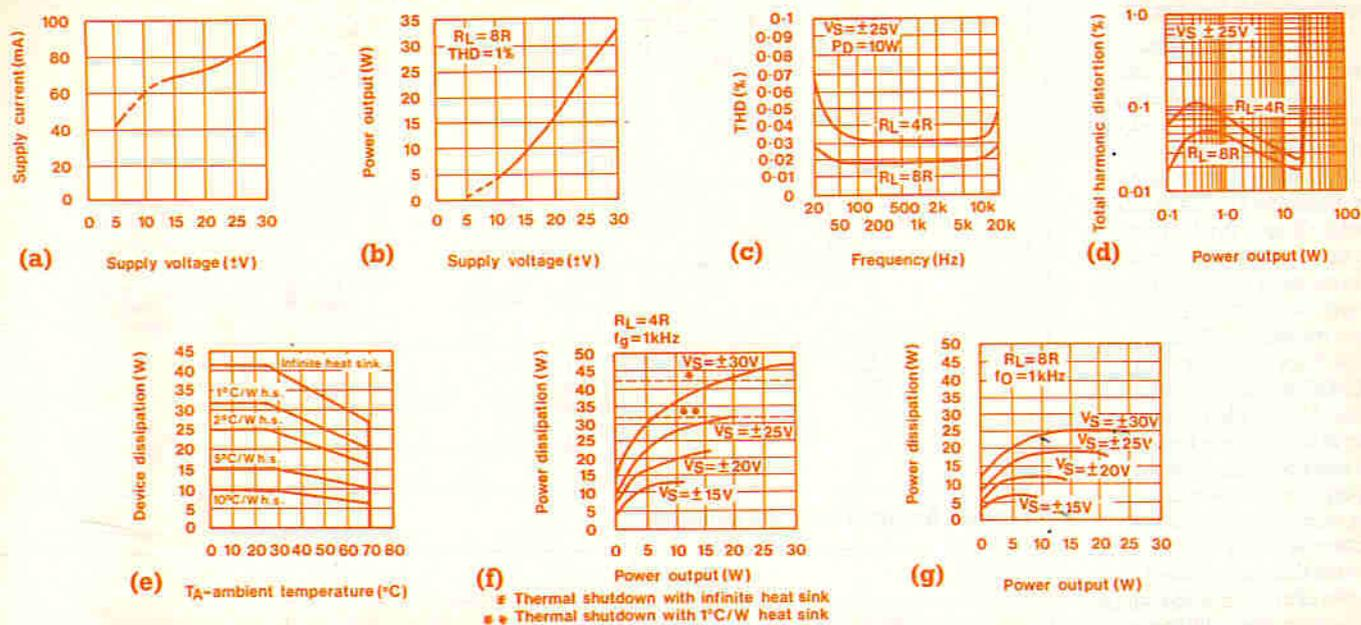 Supply current (mA)
100
80
60
40
20
0
0 5 10 15 20 25 30
(a)
Supply voltage (±V)
Power output (W)
35
30
25
20
15
10
5
0
RL=8R
THD=1%
0 5 10 15 20 25 30
(b)
Supply voltage (±V)
THD (%)
0·1
0·09
0·08
0·07
0·06
0·05
0·04
0·03
0·02
0·01
0
VS=±25V
PD=10W
RL=4R
RL=8R
20 100 500 2k 10k
50 200 1k 5k 20k
(c)
Frequency (Hz)
Total harmonic distortion (%)
1·0
0·1
0·01
VS ±25V
RL=4R
RL=8R
0·1 1·0 10 100
(d)
Power output (W)
Device dissipation (W)
45
40
35
30
25
20
15
10
5
0
Infinite heat sink
1°C/W h.s.
2°C/W h.s.
5°C/W h.s.
10°C/W h.s.
0 10 20 30 40 50 60 70 80
(e)
TA-ambient temperature (°C)
RL=4R
fg=1kHz
Power dissipation (W)
50
45
40
35
30
25
20
15
10
5
0
VS=±30V
*
**
VS=±25V
VS=±20V
VS=±15V
0 5 10 15 20 25 30
(f)
Power output (W)
* Thermal shutdown with infinite heat sink
** Thermal shutdown with 1°C/W heat sink
Power dissipation (W)
50
45
40
35
30
25
20
15
10
5
0
RL=8R
fO=1kHz
VS=±30V
VS=±25V
VS=±20V
VS=±15V
0 5 10 15 20 25 30
(g)
Power output (W)